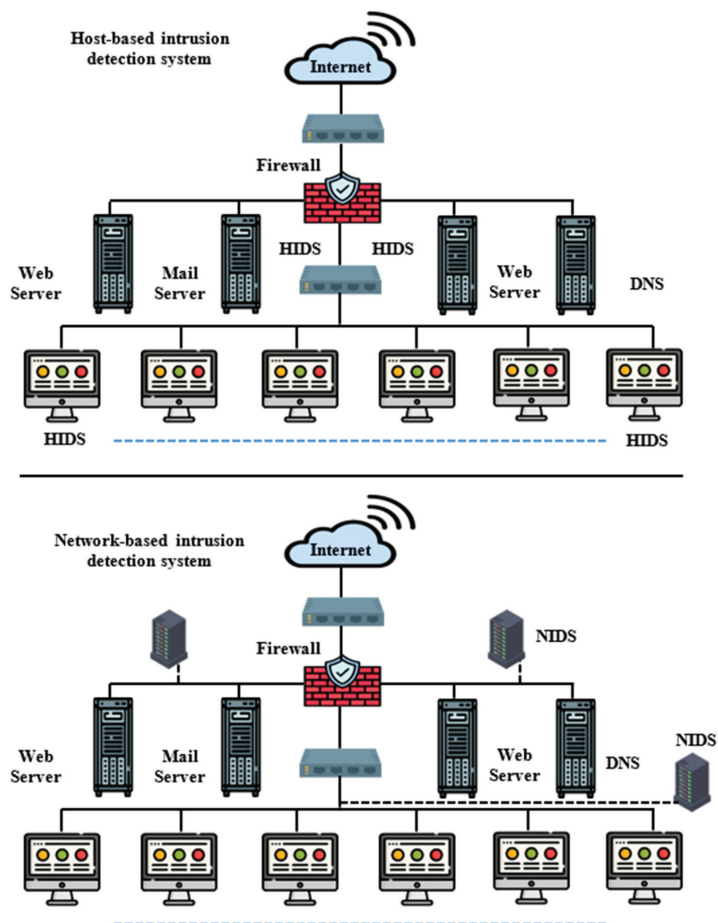 Host-based intrusion
detection system
Internet
Firewall
HIDS
HIDS
Web
Server
Mail
Server
Web
Server
DNS
HIDS
HIDS
Network-based intrusion
detection system
Internet
Firewall
NIDS
Web
Server
Mail
Server
Web
Server
DNS
NIDS